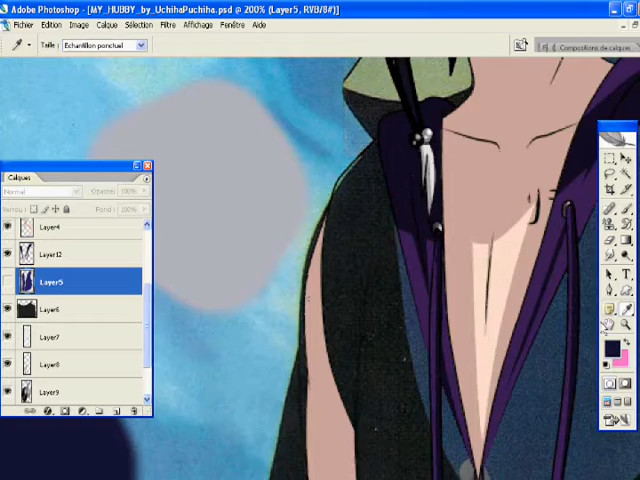 Adobe Photoshop - [MY_HUBBY_by_UchihaPuchiha.psd @ 200% (Layer5, RVB/8#)]
Fichier Edition Image Calque Sélection Filtre Affichage Fenêtre Aide
Taille : Echantillon ponctuel
Compositions de calques
Calques
Normal Opacité: 100%
Verrou : Fond : 100%
Layer4
Layer12
Layer5
Layer6
Layer7
Layer8
Layer9